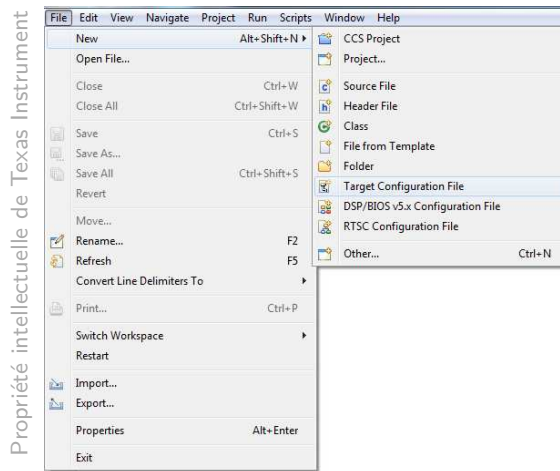 Propriété intellectuelle de Texas Instrument
File Edit View Navigate Project Run Scripts Window Help
New Alt+Shift+N
Open File...
Close Ctrl+W
Close All Ctrl+Shift+W
Save Ctrl+S
Save As...
Save All Ctrl+Shift+S
Revert
Move...
Rename... F2
Refresh F5
Convert Line Delimiters To
Print... Ctrl+P
Switch Workspace
Restart
Import...
Export...
Properties Alt+Enter
Exit
CCS Project
Project...
Source File
Header File
Class
File from Template
Folder
Target Configuration File
DSP/BIOS v5.x Configuration File
RTSC Configuration File
Other... Ctrl+N